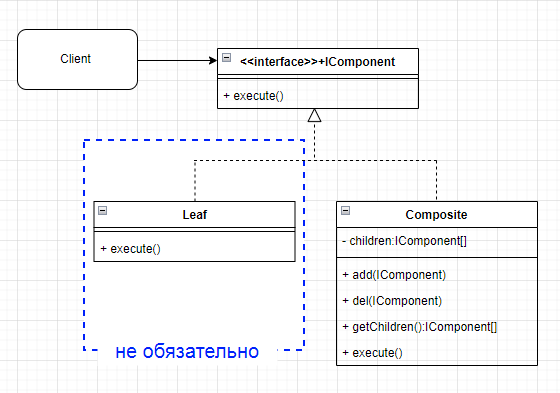 Client
<<interface>>+IComponent
+ execute()
Leaf
+ execute()
не обязательно
Composite
- children:IComponent[]
+ add(IComponent)
+ del(IComponent)
+ getChildren():IComponent[]
+ execute()